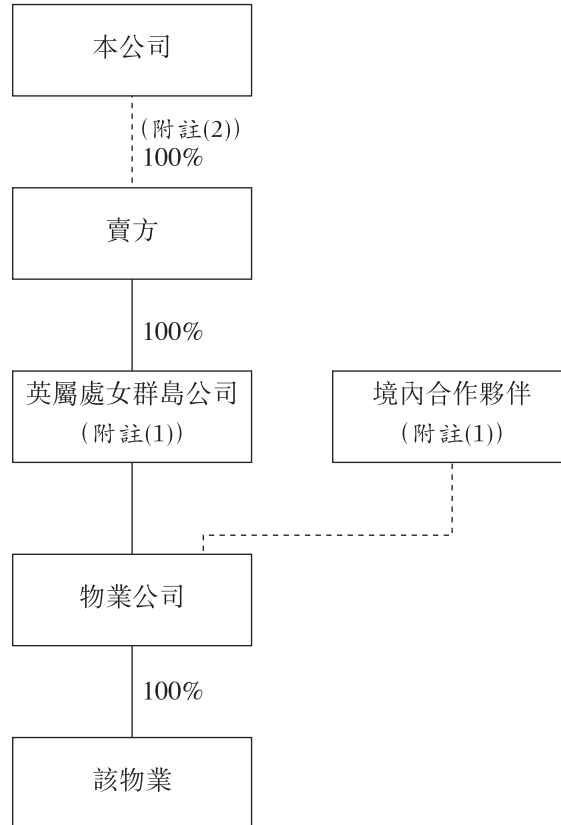 本公司
(附註(2))
100%
賣方
100%
英屬處女群島公司
(附註(1))
境內合作夥伴
(附註(1))
物業公司
100%
該物業